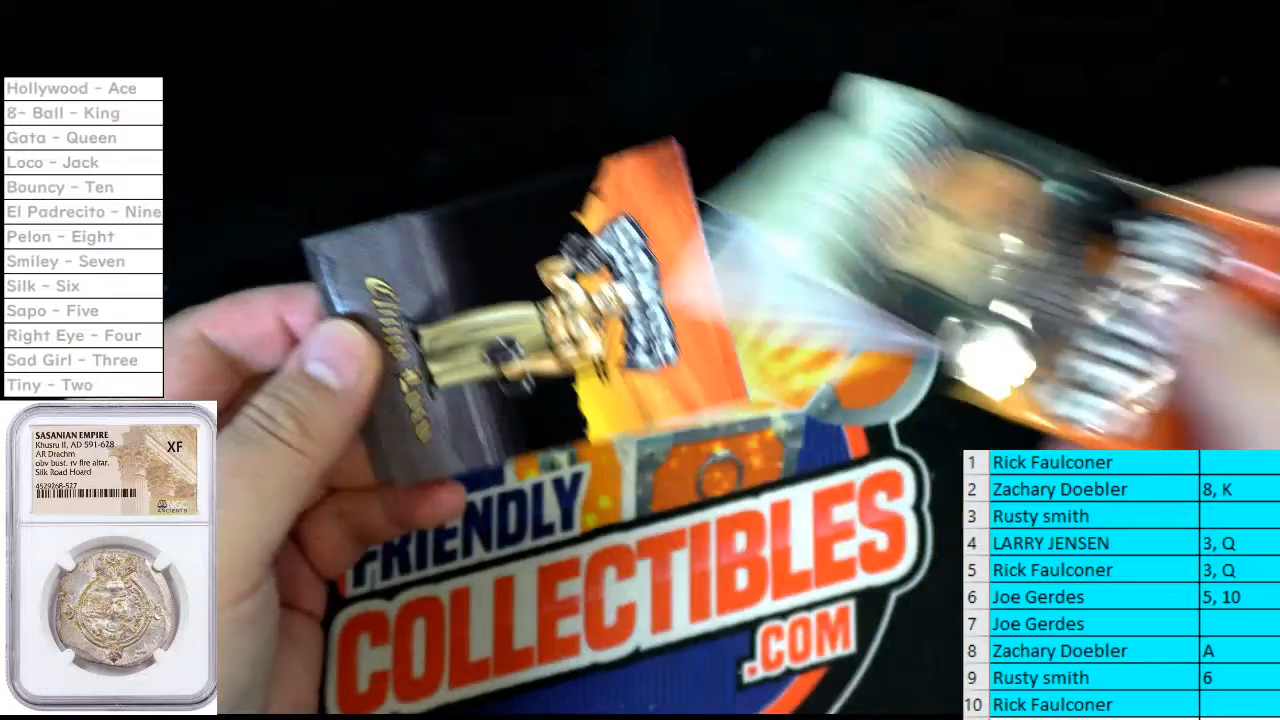 Hollywood - Ace
8- Ball - King
Gata - Queen
Loco - Jack
Bouncy - Ten
El Padrecito - Nine
Pelon - Eight
Smiley - Seven
Silk - Six
Sapo - Five
Right Eye - Four
Sad Girl - Three
Tiny - Two
SASANIAN EMPIRE
Khusru II, AD 591-628
AR Drachm
obv bust. rv fire altar.
Silk Road Hoard
4529268-527
XF
NGC
ANCIENTS
FRIENDLY
COLLECTIBLES
.COM
1 Rick Faulconer
2 Zachary Doebler 8, K
3 Rusty smith
4 LARRY JENSEN 3, Q
5 Rick Faulconer 3, Q
6 Joe Gerdes 5, 10
7 Joe Gerdes
8 Zachary Doebler A
9 Rusty smith 6
10 Rick Faulconer